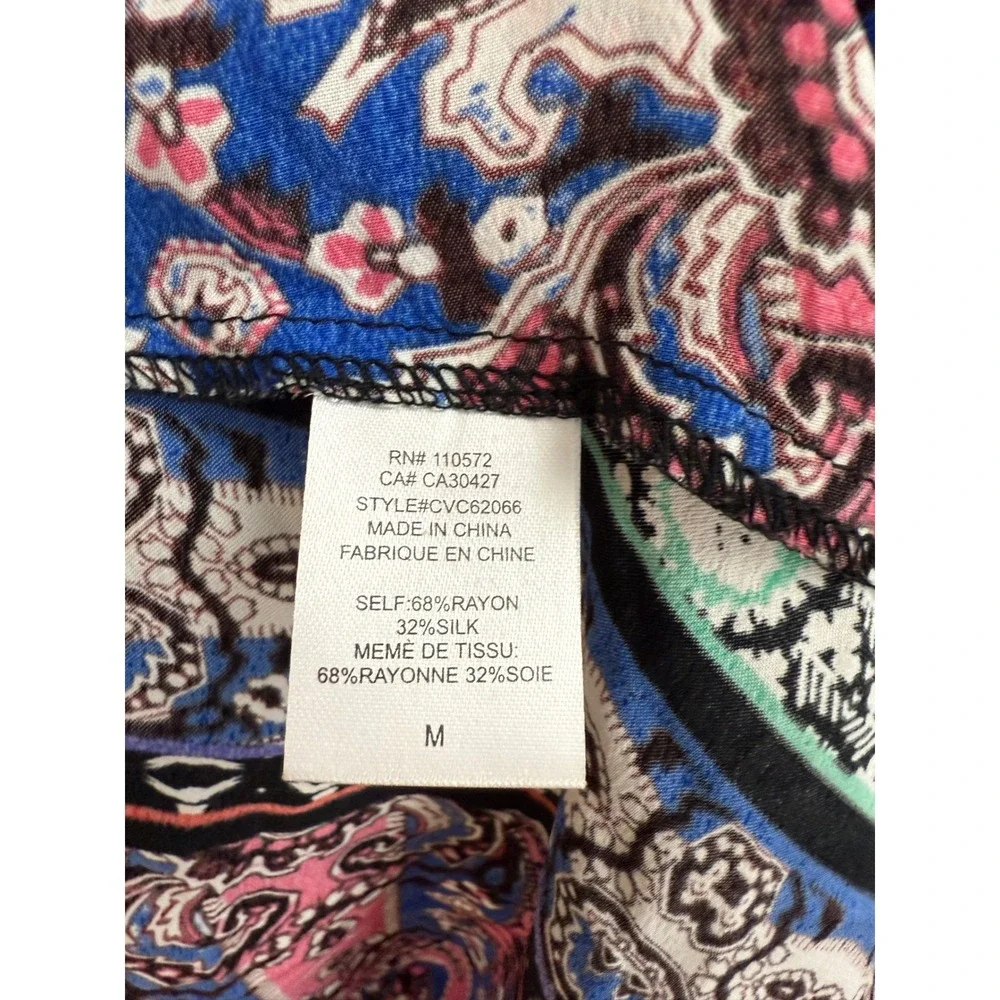 RN# 110572
CA# CA30427
STYLE#CVC62066
MADE IN CHINA
FABRIQUE EN CHINE
SELF:68%RAYON
32%SILK
MEMÈ DE TISSU:
68%RAYONNE 32%SOIE
M